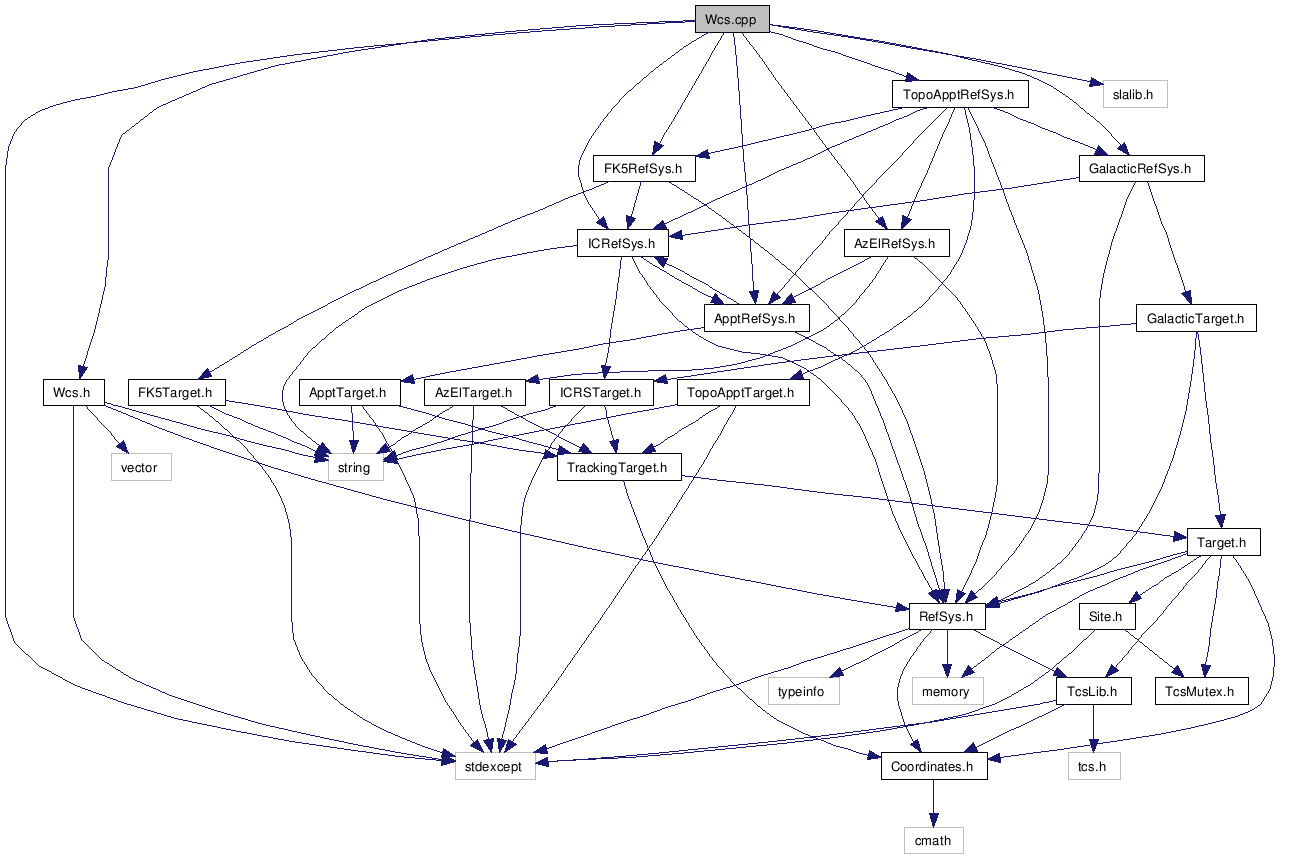 Wcs.cpp
TopoApptRefSys.h
slalib.h
FK5RefSys.h
GalacticRefSys.h
ICRefSys.h
AzElRefSys.h
ApptRefSys.h
GalacticTarget.h
Wcs.h
FK5Target.h
ApptTarget.h
AzElTarget.h
ICRSTarget.h
TopoApptTarget.h
vector
string
TrackingTarget.h
Target.h
RefSys.h
Site.h
typeinfo
memory
TcsLib.h
TcsMutex.h
stdexcept
Coordinates.h
tcs.h
cmath